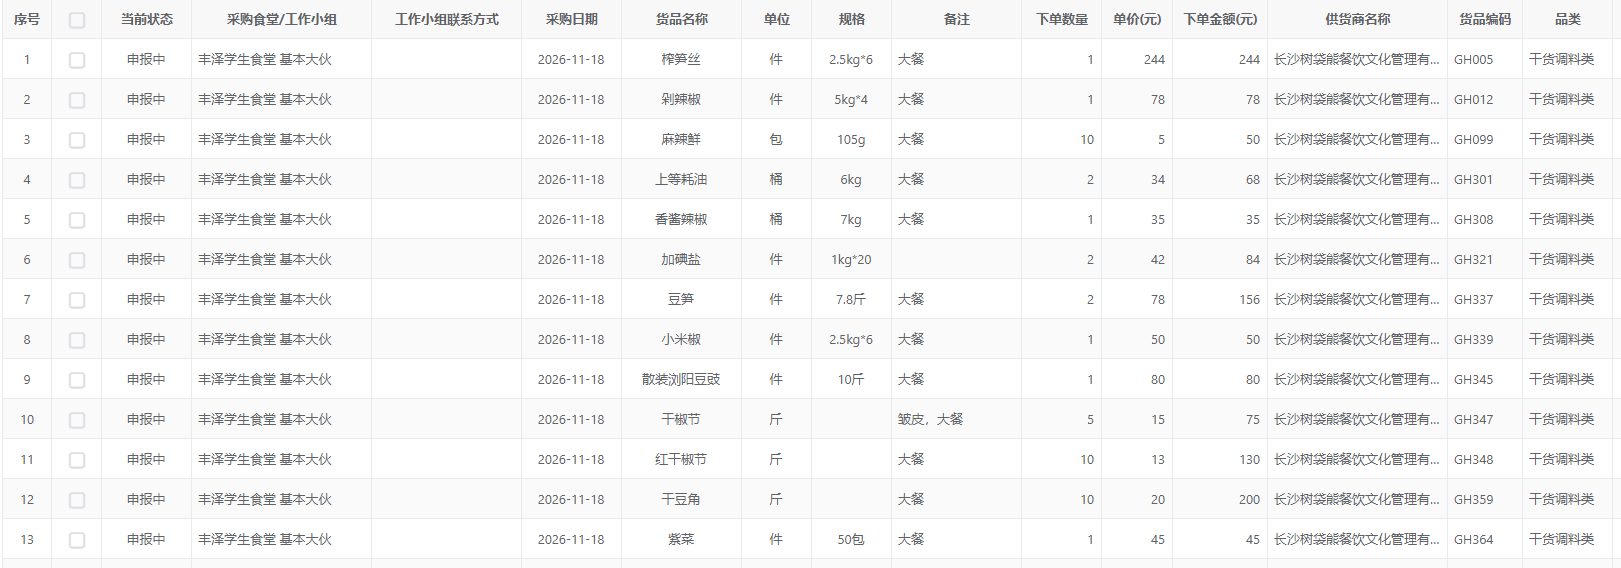 序号 当前状态 采购食堂/工作小组 工作小组联系方式 采购日期 货品名称 单位 规格 备注 下单数量 单价(元) 下单金额(元) 供货商名称 货品编码 品类
1 申报中 丰泽学生食堂 基本大伙 2026-11-18 榨笋丝 件 2.5kg*6 大餐 1 244 244 长沙树袋熊餐饮文化管理有... GH005 干货调料类
2 申报中 丰泽学生食堂 基本大伙 2026-11-18 剁辣椒 件 5kg*4 大餐 1 78 78 长沙树袋熊餐饮文化管理有... GH012 干货调料类
3 申报中 丰泽学生食堂 基本大伙 2026-11-18 麻辣鲜 包 105g 大餐 10 5 50 长沙树袋熊餐饮文化管理有... GH099 干货调料类
4 申报中 丰泽学生食堂 基本大伙 2026-11-18 上等耗油 桶 6kg 大餐 2 34 68 长沙树袋熊餐饮文化管理有... GH301 干货调料类
5 申报中 丰泽学生食堂 基本大伙 2026-11-18 香酱辣椒 桶 7kg 大餐 1 35 35 长沙树袋熊餐饮文化管理有... GH308 干货调料类
6 申报中 丰泽学生食堂 基本大伙 2026-11-18 加碘盐 件 1kg*20 2 42 84 长沙树袋熊餐饮文化管理有... GH321 干货调料类
7 申报中 丰泽学生食堂 基本大伙 2026-11-18 豆笋 件 7.8斤 大餐 2 78 156 长沙树袋熊餐饮文化管理有... GH337 干货调料类
8 申报中 丰泽学生食堂 基本大伙 2026-11-18 小米椒 件 2.5kg*6 大餐 1 50 50 长沙树袋熊餐饮文化管理有... GH339 干货调料类
9 申报中 丰泽学生食堂 基本大伙 2026-11-18 散装浏阳豆豉 件 10斤 大餐 1 80 80 长沙树袋熊餐饮文化管理有... GH345 干货调料类
10 申报中 丰泽学生食堂 基本大伙 2026-11-18 干椒节 斤 皱皮，大餐 5 15 75 长沙树袋熊餐饮文化管理有... GH347 干货调料类
11 申报中 丰泽学生食堂 基本大伙 2026-11-18 红干椒节 斤 大餐 10 13 130 长沙树袋熊餐饮文化管理有... GH348 干货调料类
12 申报中 丰泽学生食堂 基本大伙 2026-11-18 干豆角 斤 大餐 10 20 200 长沙树袋熊餐饮文化管理有... GH359 干货调料类
13 申报中 丰泽学生食堂 基本大伙 2026-11-18 紫菜 件 50包 大餐 1 45 45 长沙树袋熊餐饮文化管理有... GH364 干货调料类